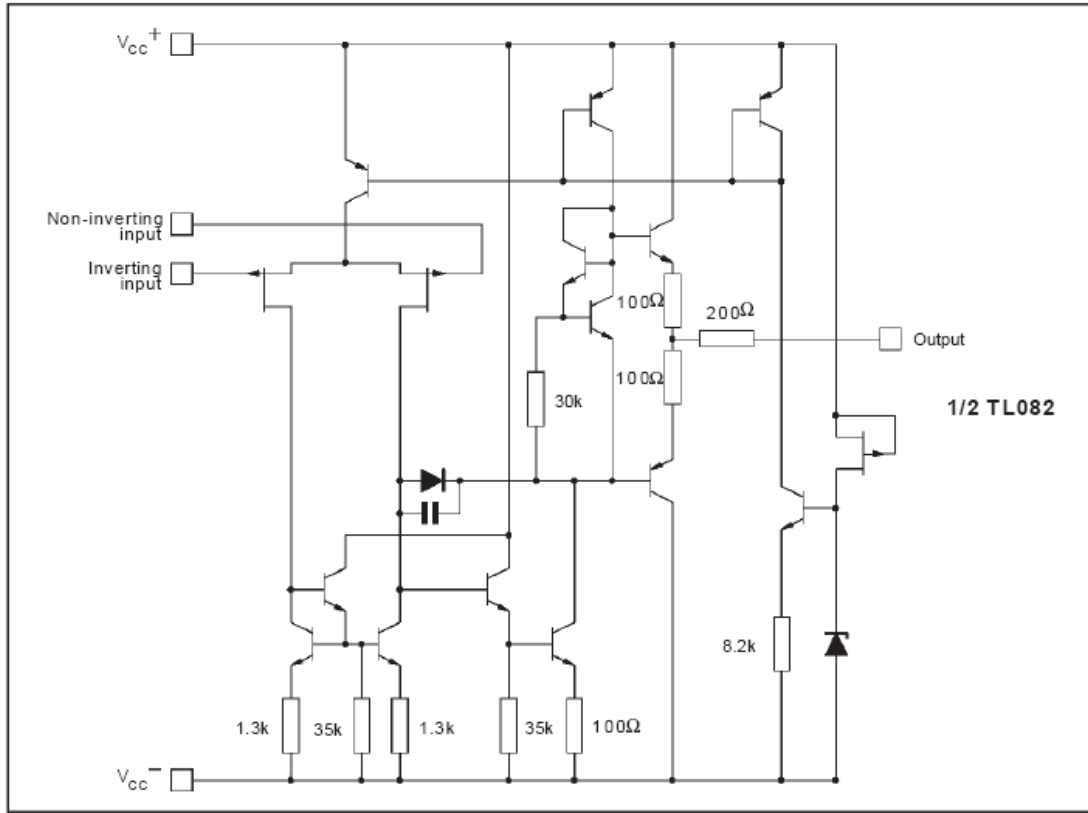 VCC+
Non-inverting
input
Inverting
input
100Ω
200Ω
Output
100Ω
30k
1/2 TL082
8.2k
1.3k
35k
1.3k
35k
100Ω
VCC−